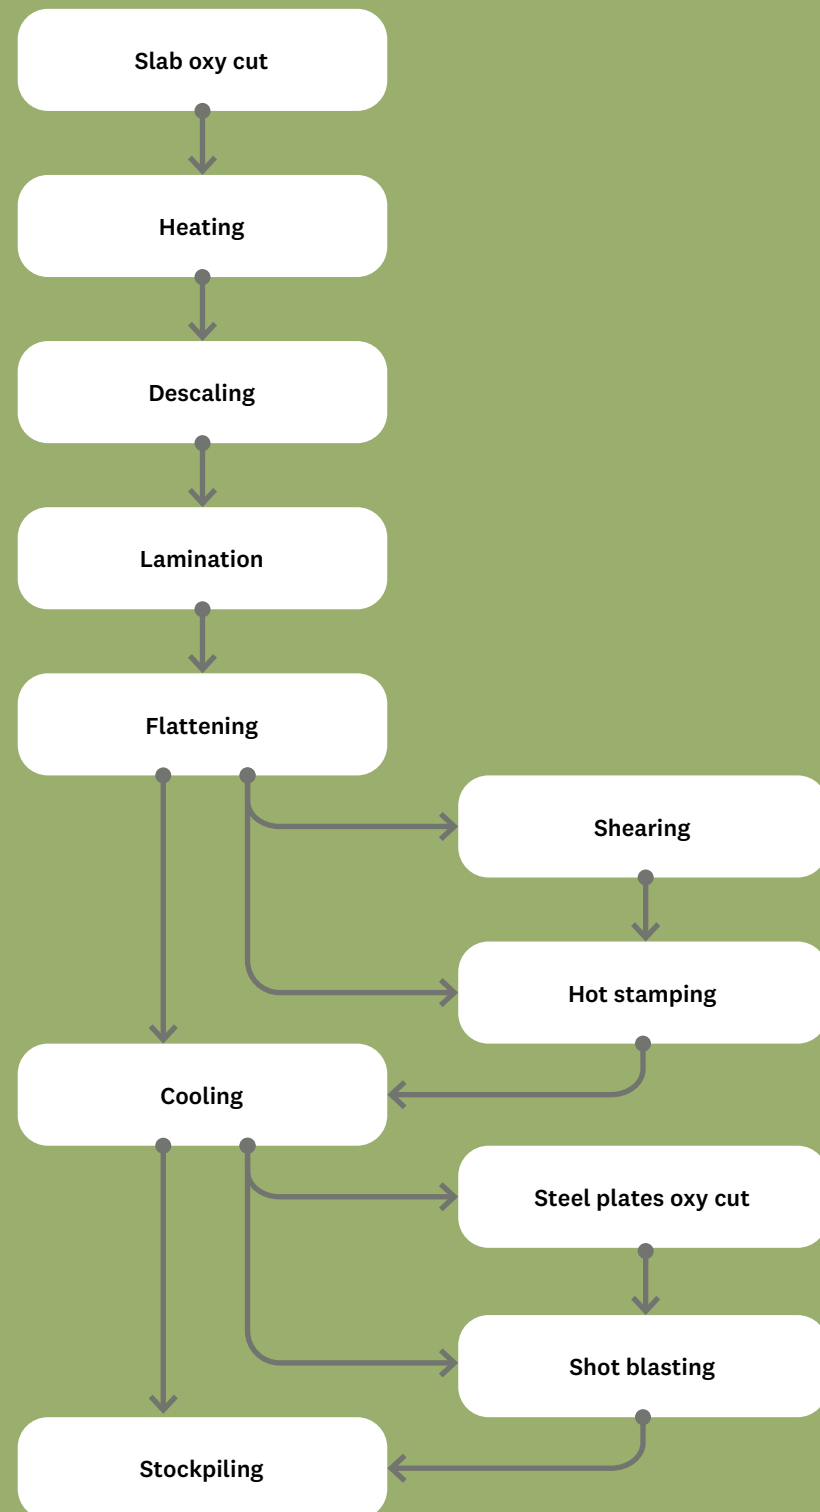 Slab oxy cut
Heating
Descaling
Lamination
Flattening
Shearing
Hot stamping
Cooling
Steel plates oxy cut
Shot blasting
Stockpiling